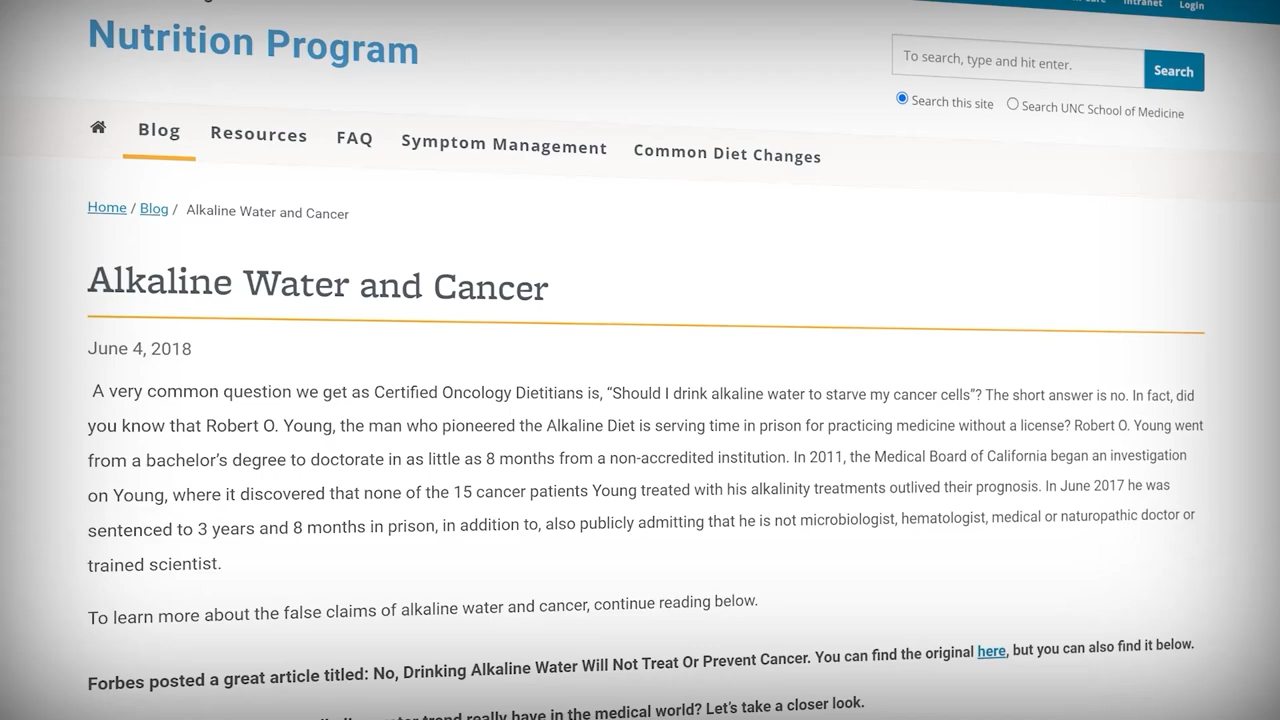 Intranet Login
Nutrition Program
To search, type and hit enter. Search
Search this site Search UNC School of Medicine
Blog Resources FAQ Symptom Management Common Diet Changes
Home / Blog / Alkaline Water and Cancer
Alkaline Water and Cancer
June 4, 2018
A very common question we get as Certified Oncology Dietitians is, “Should I drink alkaline water to starve my cancer cells”? The short answer is no. In fact, did
you know that Robert O. Young, the man who pioneered the Alkaline Diet is serving time in prison for practicing medicine without a license? Robert O. Young went
from a bachelor’s degree to doctorate in as little as 8 months from a non-accredited institution. In 2011, the Medical Board of California began an investigation
on Young, where it discovered that none of the 15 cancer patients Young treated with his alkalinity treatments outlived their prognosis. In June 2017 he was
sentenced to 3 years and 8 months in prison, in addition to, also publicly admitting that he is not microbiologist, hematologist, medical or naturopathic doctor or
trained scientist.
To learn more about the false claims of alkaline water and cancer, continue reading below.
Forbes posted a great article titled: No, Drinking Alkaline Water Will Not Treat Or Prevent Cancer. You can find the original here, but you can also find it below.
trend really have in the medical world? Let’s take a closer look.